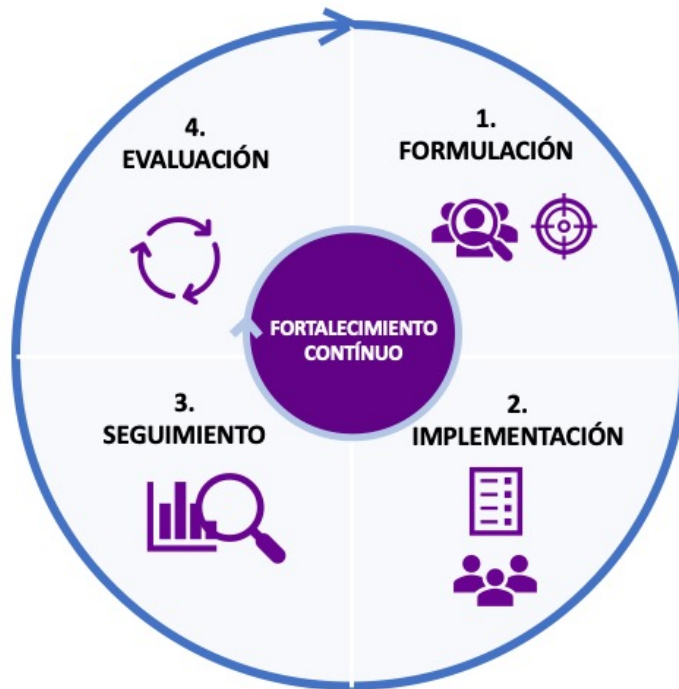 1.
FORMULACIÓN
2.
IMPLEMENTACIÓN
3.
SEGUIMIENTO
4.
EVALUACIÓN
FORTALECIMIENTO
CONTÍNUO